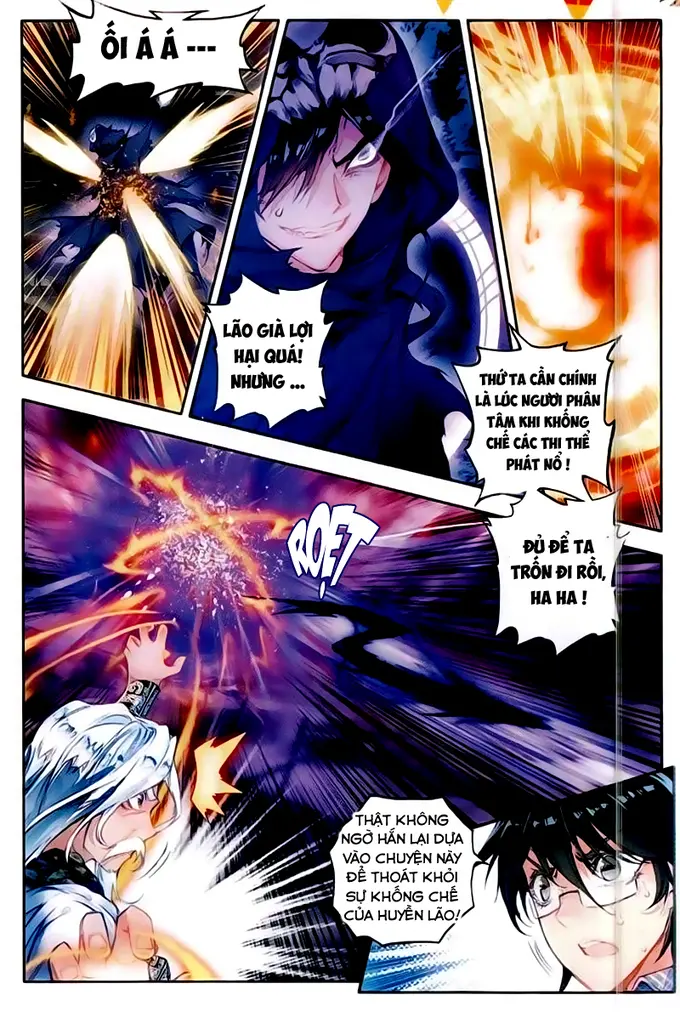 ỐI Á Á ---
LÃO GIÀ LỢI
HẠI QUÁ!
NHƯNG ...
THỨ TA CẦN CHÍNH
LÀ LÚC NGƯƠI PHÂN
TÂM KHI KHỐNG
CHẾ CÁC THI THỂ
PHÁT NỔ !
ĐỦ ĐỂ TA
TRỐN ĐI RỒI,
HA HA !
ROẸT
THẬT KHÔNG
NGỜ HẮN LẠI DỰA
VÀO CHUYỆN NÀY
ĐỂ THOÁT KHỎI
SỰ KHỐNG CHẾ
CỦA HUYỀN LÃO!